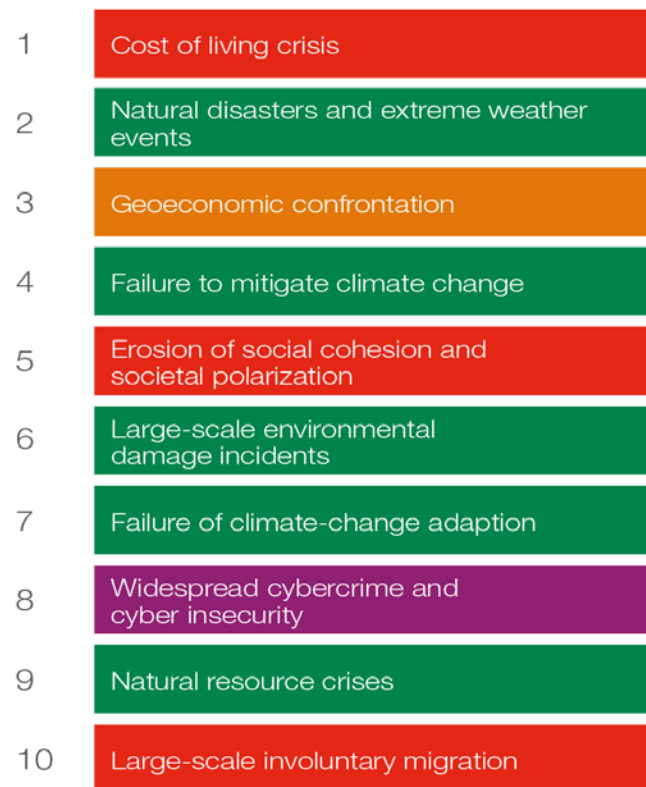 1
Cost of living crisis
2
Natural disasters and extreme weather
events
3
Geoeconomic confrontation
4
Failure to mitigate climate change
5
Erosion of social cohesion and
societal polarization
6
Large-scale environmental
damage incidents
7
Failure of climate-change adaption
8
Widespread cybercrime and
cyber insecurity
9
Natural resource crises
10
Large-scale involuntary migration